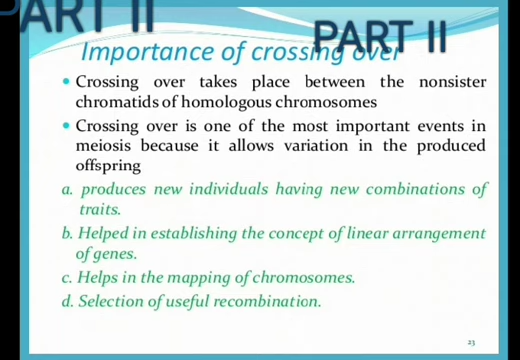 PART II
PART II
Importance of crossing over
• Crossing over takes place between the nonsister
chromatids of homologous chromosomes
• Crossing over is one of the most important events in
meiosis because it allows variation in the produced
offspring
a. produces new individuals having new combinations of
traits.
b. Helped in establishing the concept of linear arrangement
of genes.
c. Helps in the mapping of chromosomes.
d. Selection of useful recombination.
23